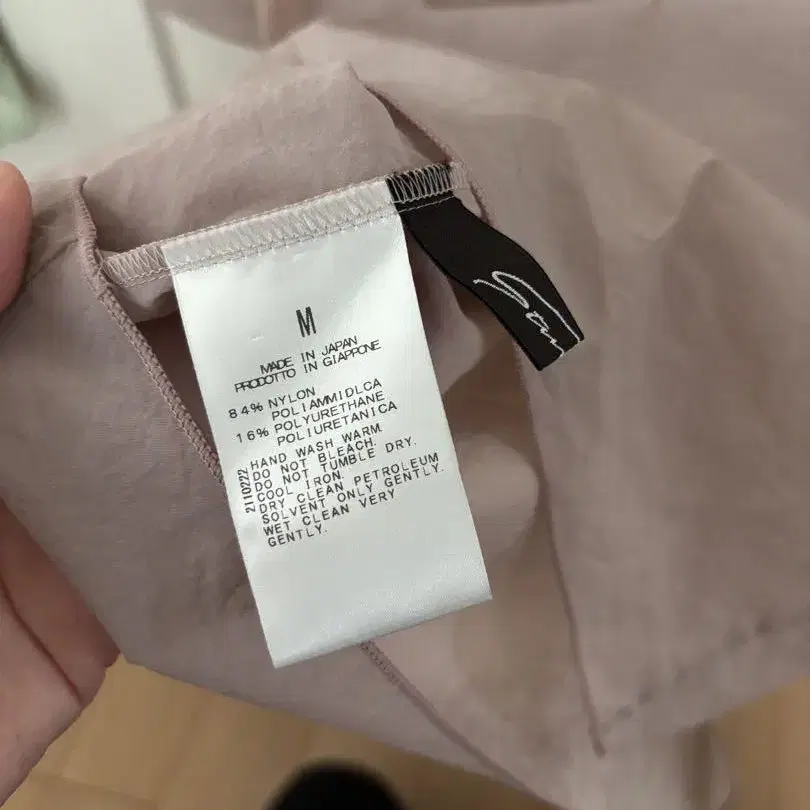 M
MADE IN JAPAN
PRODOTTO IN GIAPPONE
84% NYLON
POLIAMMIDLCA
16% POLYURETHANE
POLIURETANICA
HAND WASH WARM
DO NOT BLEACH.
DO NOT TUMBLE DRY.
COOL IRON.
DRY CLEAN PETROLEUM
SOLVENT ONLY GENTLY.
WET CLEAN VERY
GENTLY.
2110222